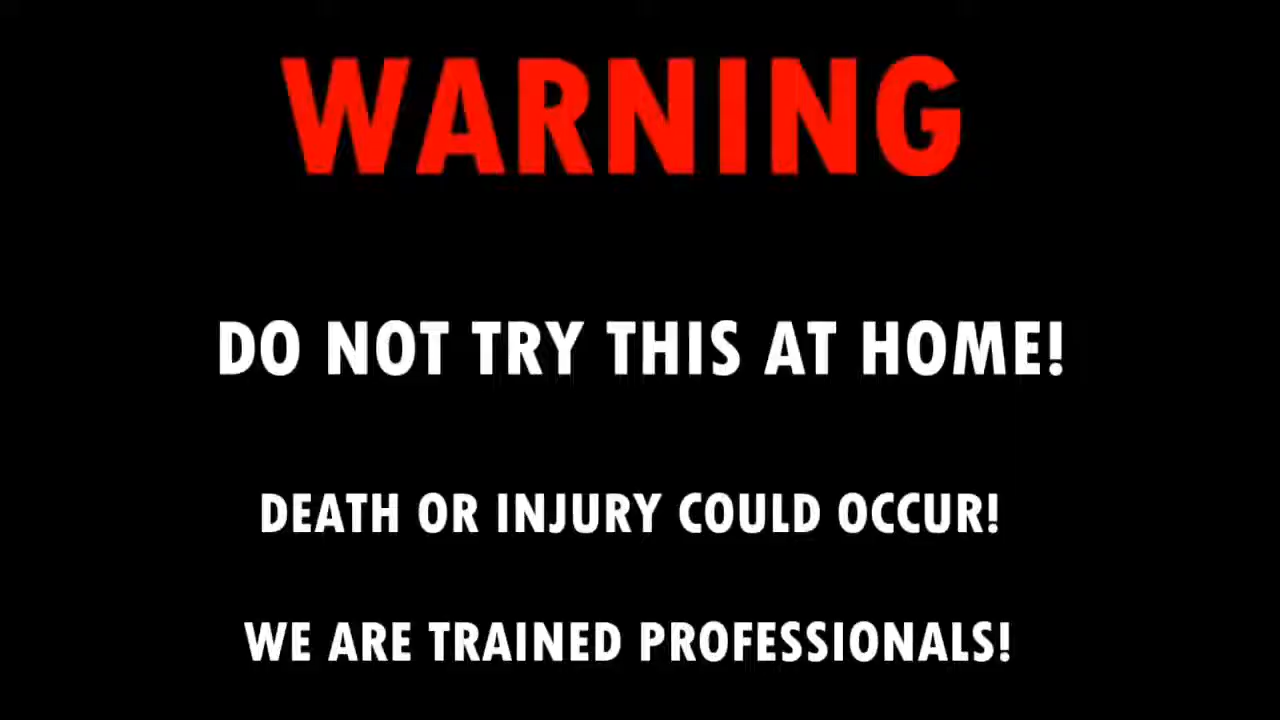 WARNING
DO NOT TRY THIS AT HOME!
DEATH OR INJURY COULD OCCUR!
WE ARE TRAINED PROFESSIONALS!